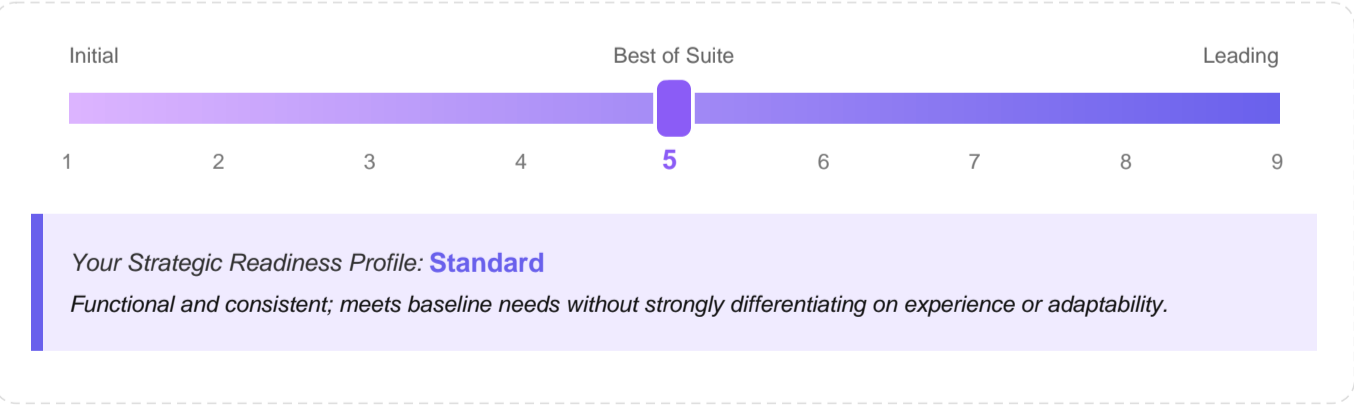 Initial Best of Suite Leading
1 2 3 4 5 6 7 8 9
Your Strategic Readiness Profile: Standard
Functional and consistent; meets baseline needs without strongly differentiating on experience or adaptability.